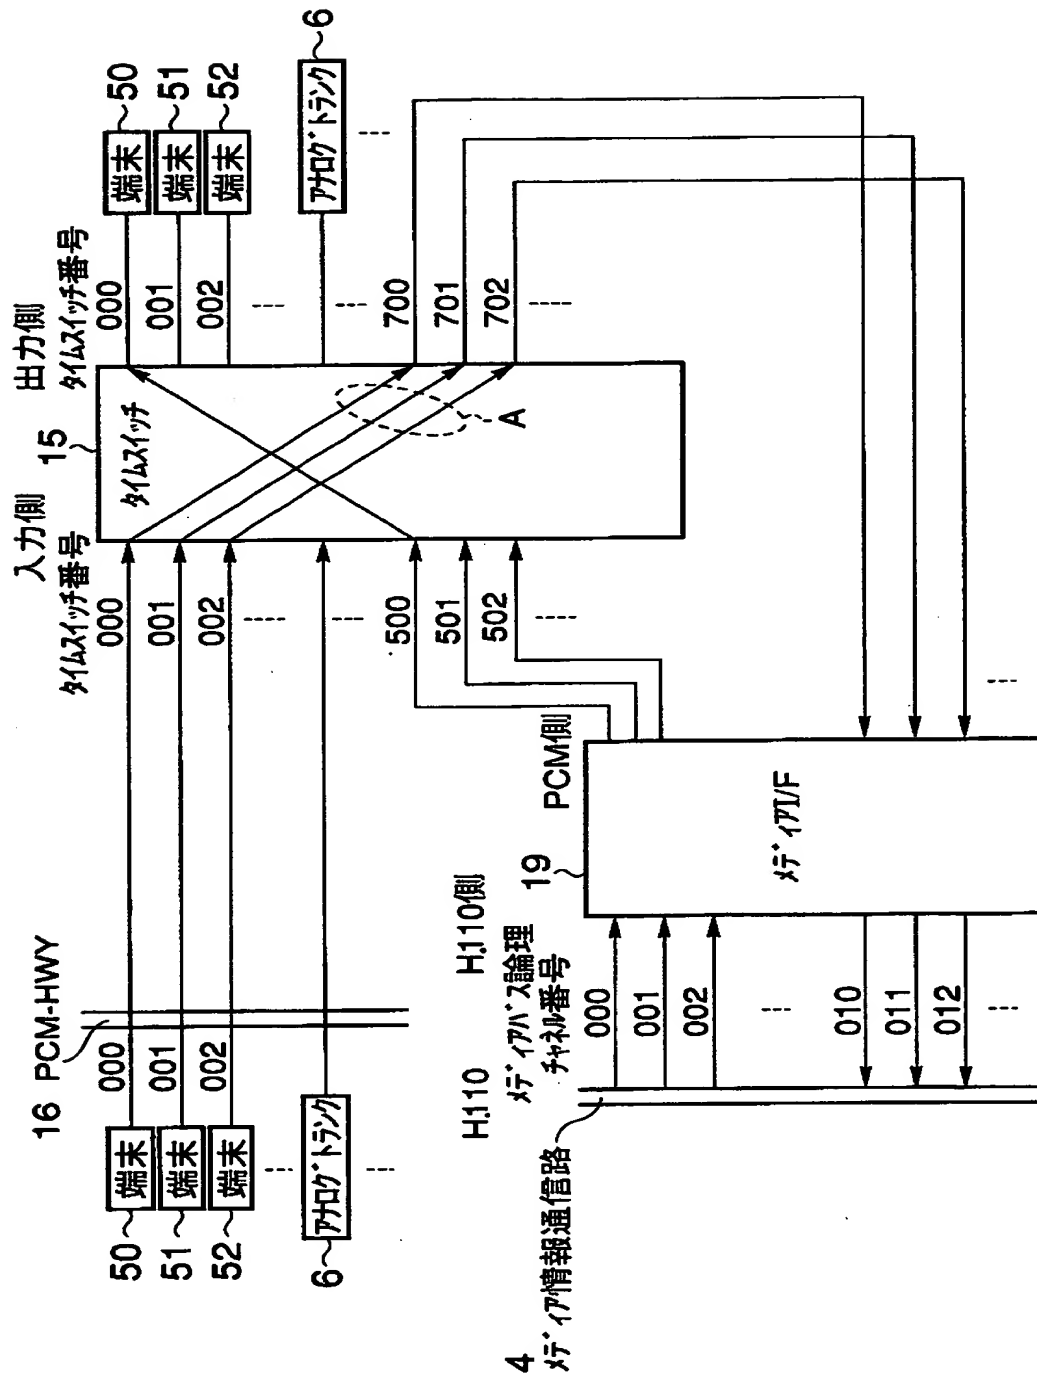 16 PCM-HWY
入力側
タイムスイッチ番号
15
出力側
タイムスイッチ番号
50
端末
000
000
タイムスイッチ
000
端末
50
51
端末
001
001
001
端末
51
52
端末
002
002
002
端末
52
6
アナログトランク
アナログトランク
6
500
501
502
A
700
701
702
H.110
メディアバス論理
チャネル番号
H.110側
19
PCM側
4
メディア情報通信路
000
001
002
010
011
012
メディアI/F